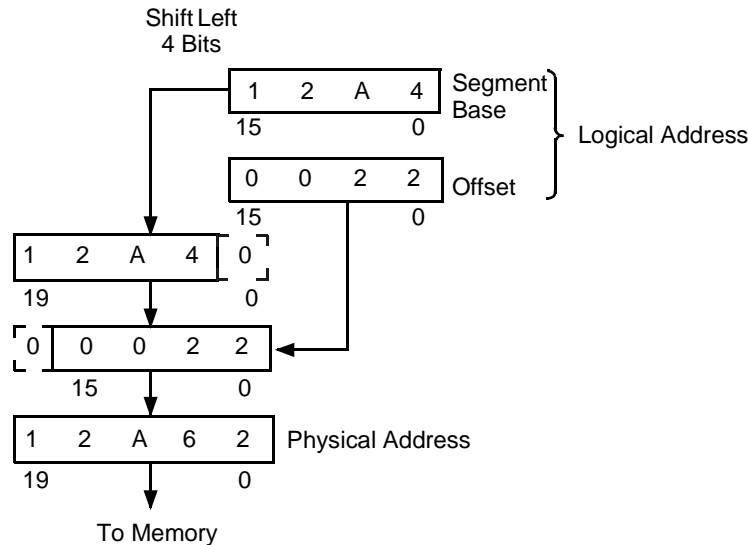 Shift Left
4 Bits
1 2 A 4
Segment
Base
15 0
Logical Address
0 0 2 2
Offset
15 0
1 2 A 4 0
19 0
0 0 0 2 2
15 0
1 2 A 6 2
Physical Address
19 0
To Memory